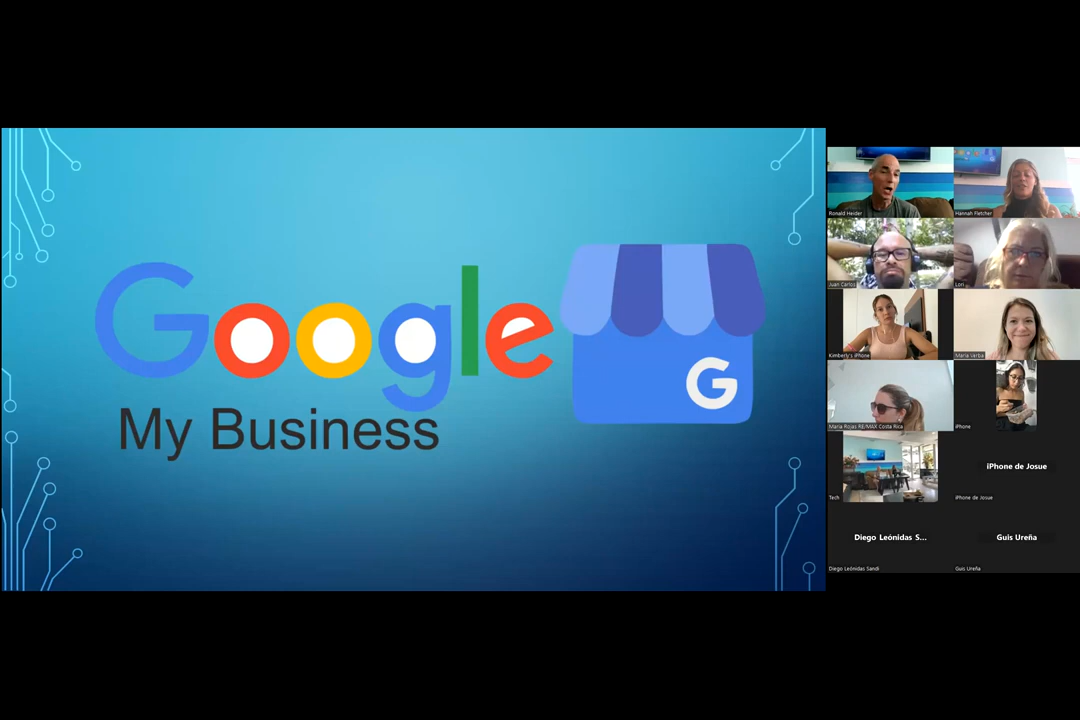 Google
My Business
G
Ronald Heider
Hannah Fletcher
Juan Carlos
Lori
Kimberly's iPhone
Maria Verba
Maria Rojas RE/MAX Costa Rica
iPhone
Tech
iPhone de Josue
iPhone de Josue
Diego Leónidas S...
Diego Leónidas Sandi
Guis Ureña
Guis Ureña